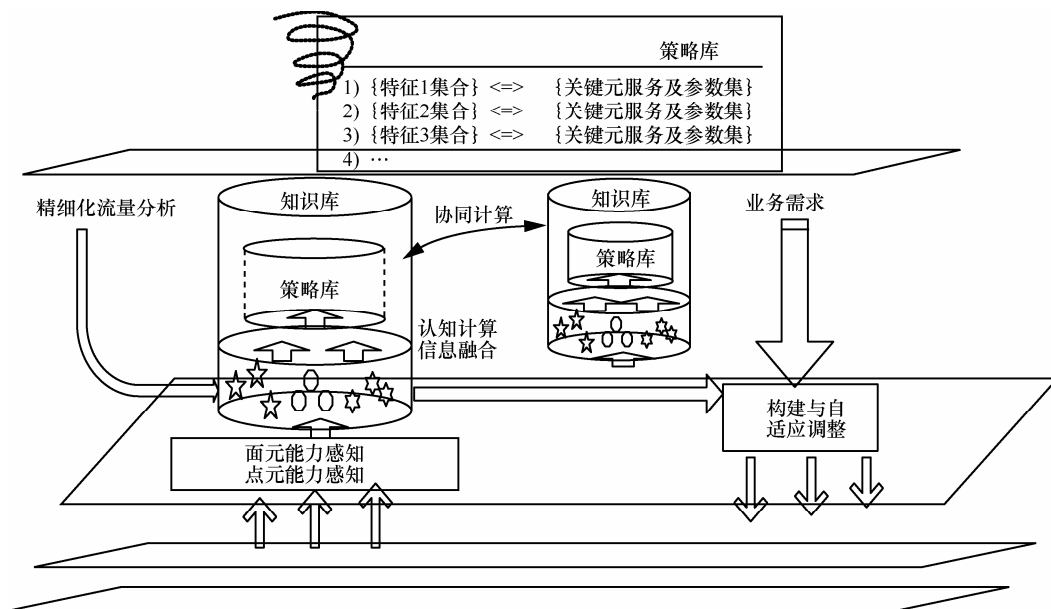 策略库
1) {特征1集合} <=> {关键元服务及参数集}
2) {特征2集合} <=> {关键元服务及参数集}
3) {特征3集合} <=> {关键元服务及参数集}
4) …
精细化流量分析
知识库
协同计算
知识库
业务需求
策略库
策略库
认知计算
信息融合
构建与自
适应调整
面元能力感知
点元能力感知